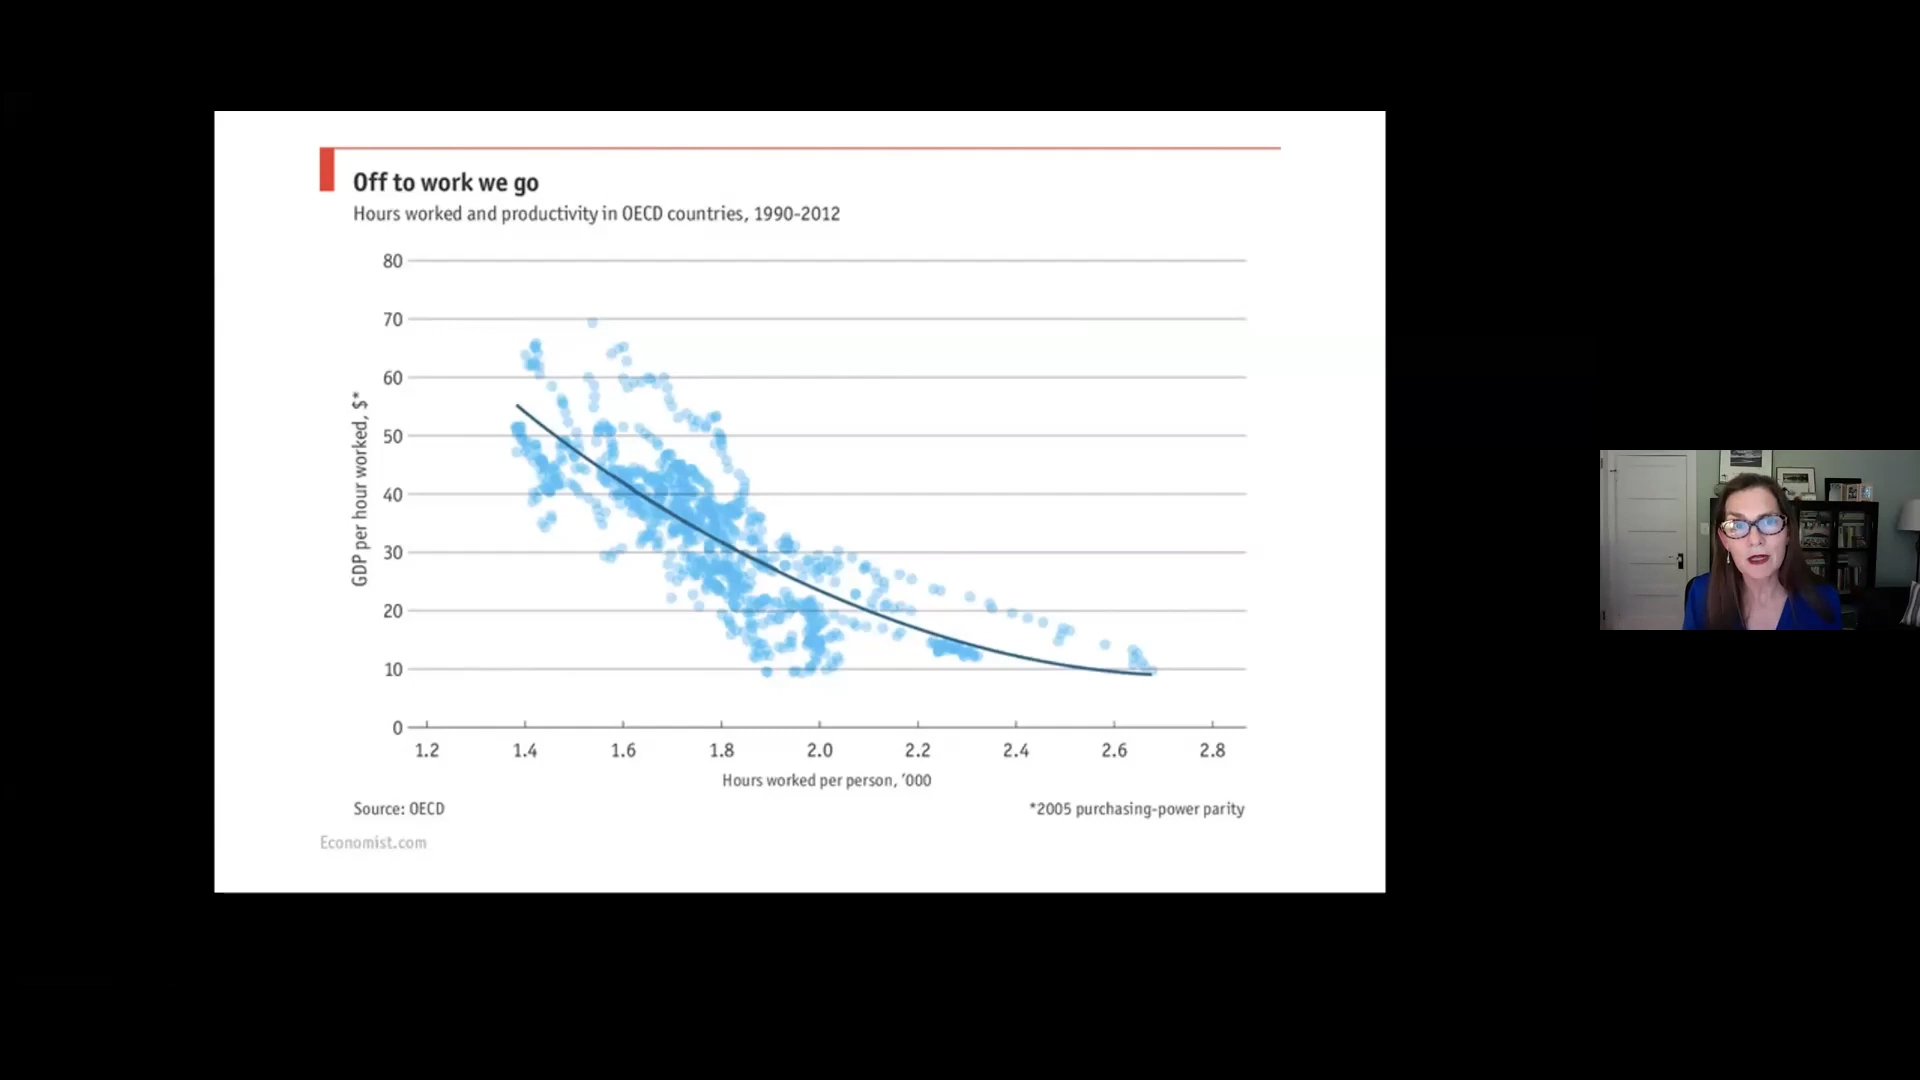 Off to work we go
Hours worked and productivity in OECD countries, 1990-2012
80
70
60
50
40
30
20
10
0
GDP per hour worked, $*
1.2 1.4 1.6 1.8 2.0 2.2 2.4 2.6 2.8
Hours worked per person, ’000
Source: OECD
*2005 purchasing-power parity
Economist.com